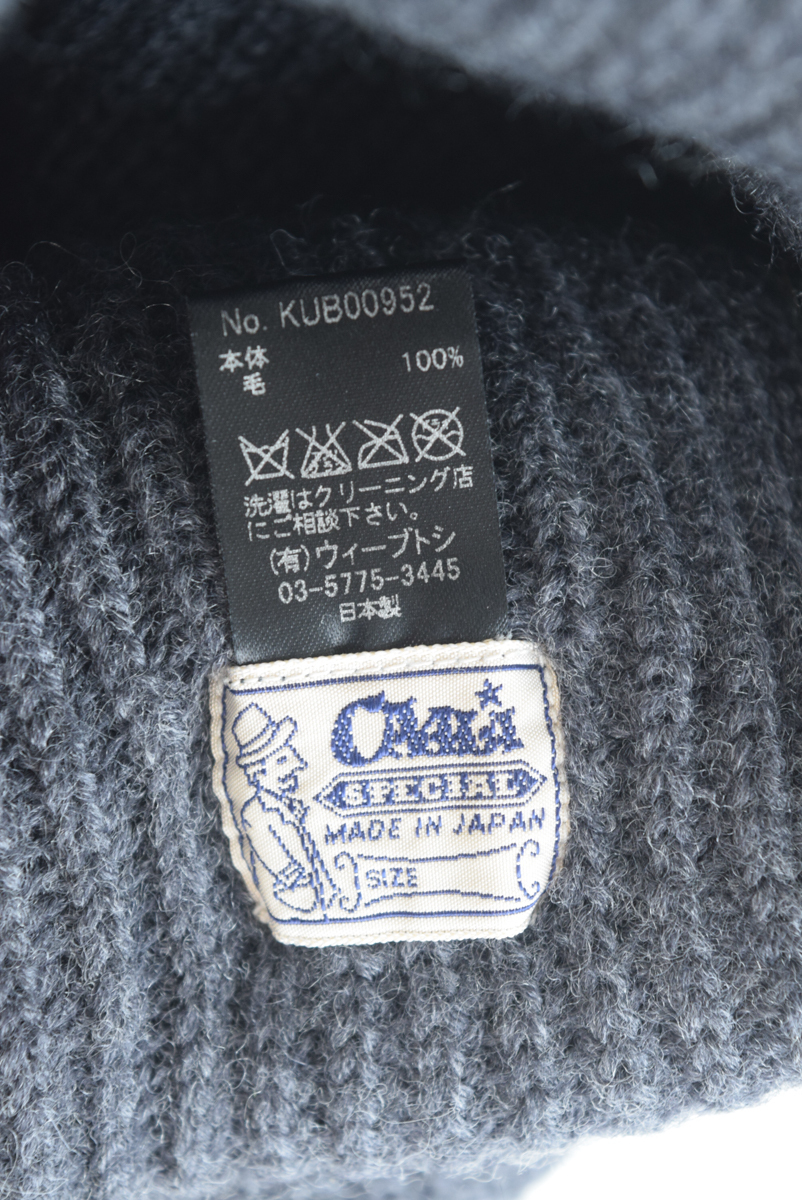 No. KUB00952
本体 100%
毛
洗濯はクリーニング店
にご相談下さい。
(有)ウィーブトシ
03-5775-3445
日本製
SPECIAL
MADE IN JAPAN
SIZE